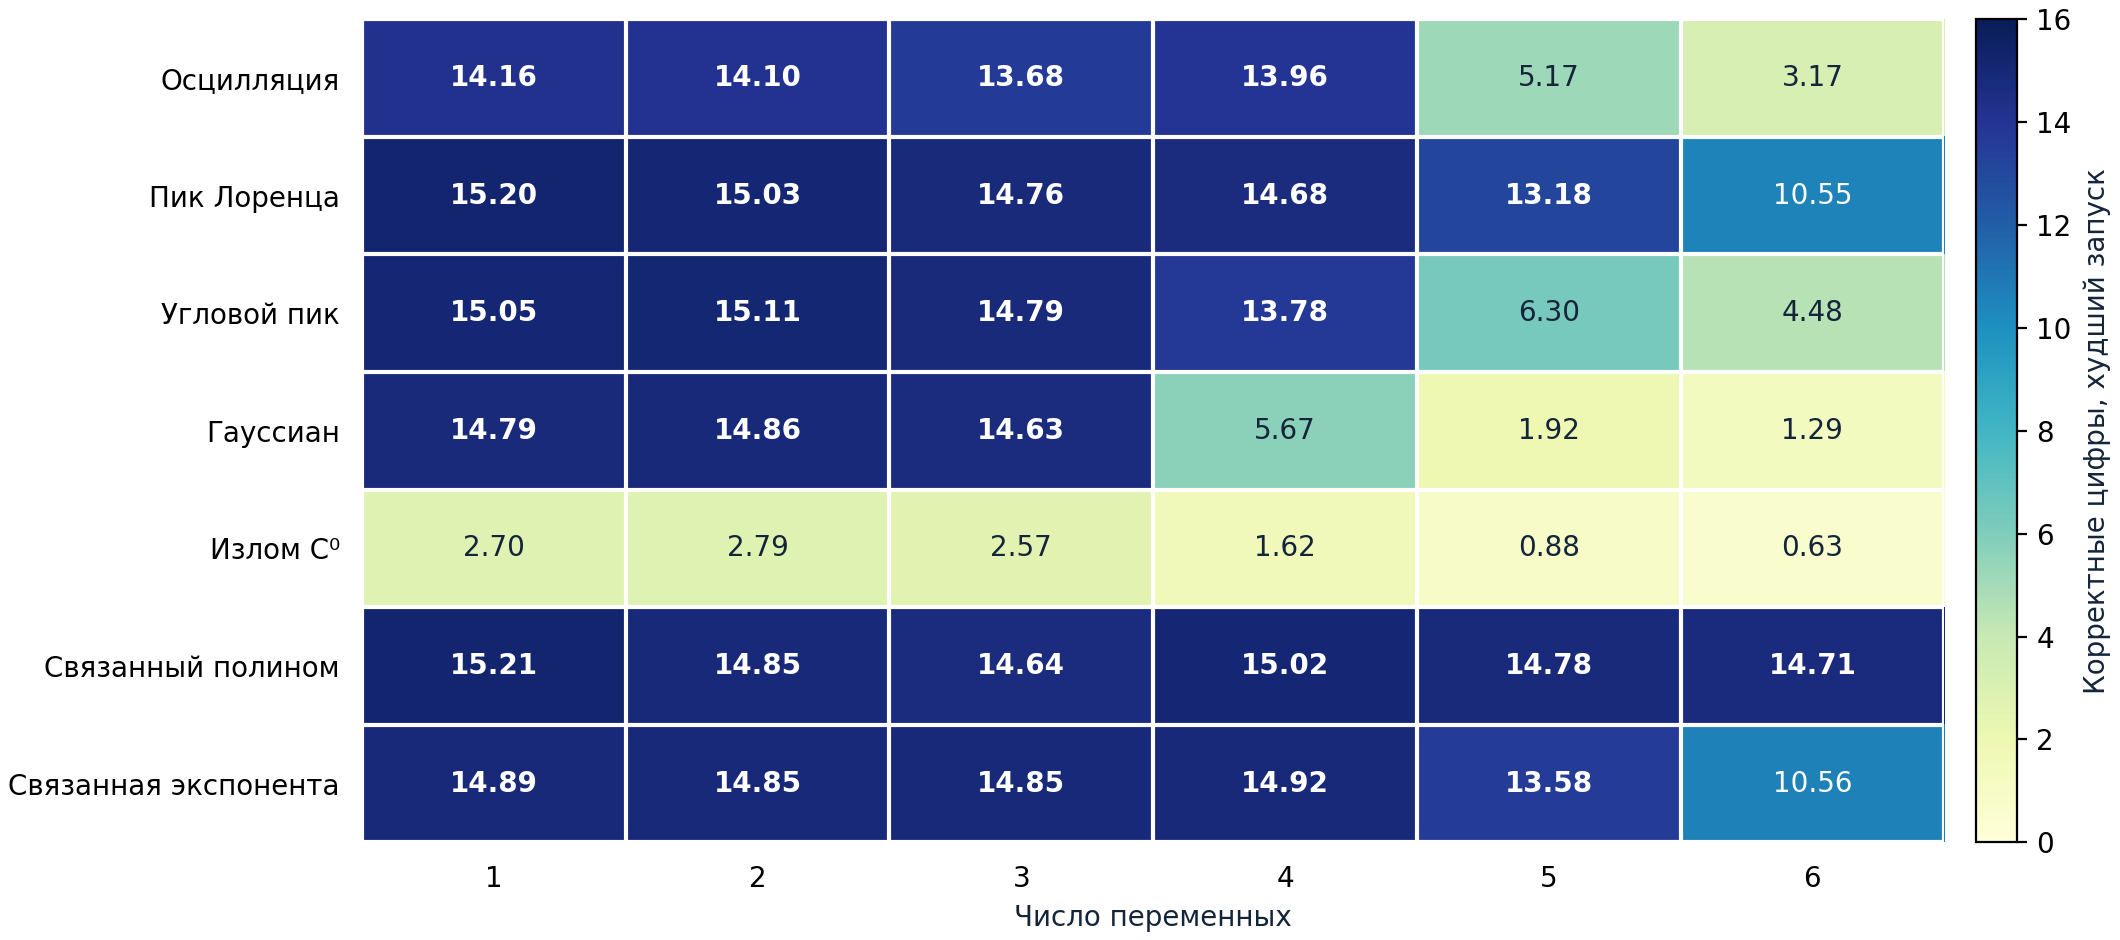 Осцилляция 14.16 14.10 13.68 13.96 5.17 3.17
Пик Лоренца 15.20 15.03 14.76 14.68 13.18 10.55
Угловой пик 15.05 15.11 14.79 13.78 6.30 4.48
Гауссиан 14.79 14.86 14.63 5.67 1.92 1.29
Излом C⁰ 2.70 2.79 2.57 1.62 0.88 0.63
Связанный полином 15.21 14.85 14.64 15.02 14.78 14.71
Связанная экспонента 14.89 14.85 14.85 14.92 13.58 10.56
1 2 3 4 5 6
Число переменных
16
14
12
10
8
6
4
2
0
Корректные цифры, худший запуск